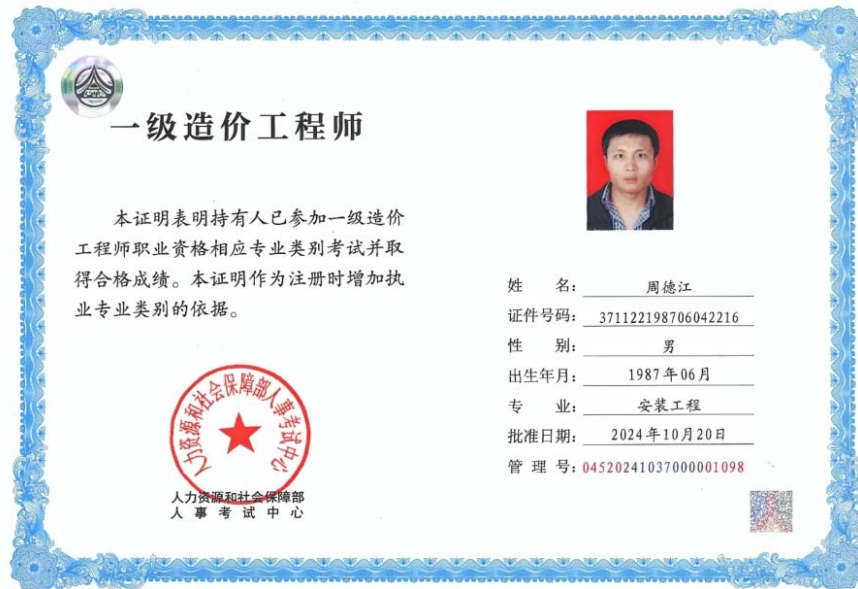 一级造价工程师
本证明表明持有人已参加一级造价
工程师职业资格相应专业类别考试并取
得合格成绩。本证明作为注册时增加执
业专业类别的依据。
人力资源和社会保障部人事考试中心
人力资源和社会保障部
人事考试中心
姓 名: 周德江
证件号码: 371122198706042216
性 别: 男
出生年月: 1987年06月
专 业: 安装工程
批准日期: 2024年10月20日
管 理 号: 04520241037000001098